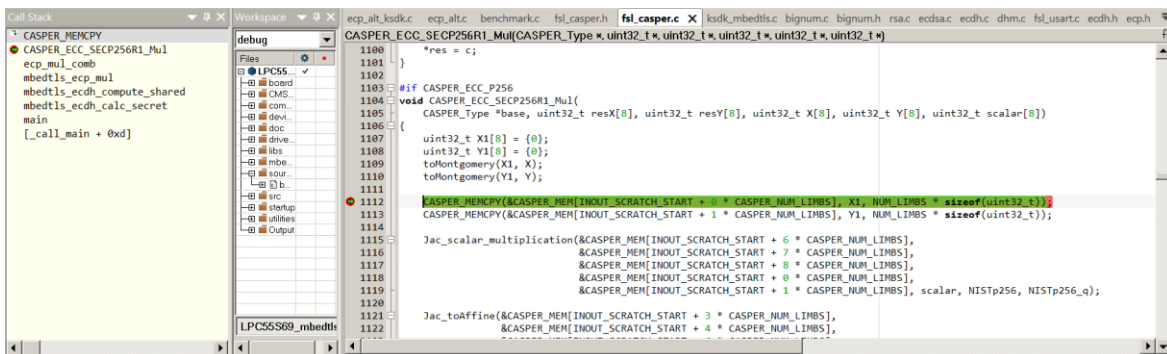 Call Stack
CASPER_MEMCPY
CASPER_ECC_SECP256R1_Mul
ecp_mul_comb
mbedtls_ecp_mul
mbedtls_ecdh_compute_shared
mbedtls_ecdh_calc_secret
main
[_call_main + 0xd]
Workspace
debug
Files
LPC55...
board
CMS...
com...
devi...
doc
drive...
libs
mbe...
sour...
b...
src
startup
utilities
Output
LPC55S69_mbedtls
ecp_alt_ksdk.c ecp_alt.c benchmark.c fsl_casper.h fsl_casper.c X ksdk_mbedtls.c bignum.c bignum.h rsa.c ecdsa.c ecdh.c dhm.c fsl_usart.c ecdh.h ecp.h
CASPER_ECC_SECP256R1_Mul(CASPER_Type *, uint32_t *, uint32_t *, uint32_t *, uint32_t *, uint32_t *)
1100 *res = c;
1101 }
1102
1103 #if CASPER_ECC_P256
1104 void CASPER_ECC_SECP256R1_Mul(
1105 CASPER_Type *base, uint32_t resX[8], uint32_t resY[8], uint32_t X[8], uint32_t Y[8], uint32_t scalar[8])
1106 {
1107 uint32_t X1[8] = {0};
1108 uint32_t Y1[8] = {0};
1109 toMontgomery(X1, X);
1110 toMontgomery(Y1, Y);
1111
1112 CASPER_MEMCPY(&CASPER_MEM[INOUT_SCRATCH_START + 0 * CASPER_NUM_LIMBS], X1, NUM_LIMBS * sizeof(uint32_t));
1113 CASPER_MEMCPY(&CASPER_MEM[INOUT_SCRATCH_START + 1 * CASPER_NUM_LIMBS], Y1, NUM_LIMBS * sizeof(uint32_t));
1114
1115 Jac_scalar_multiplication(&CASPER_MEM[INOUT_SCRATCH_START + 6 * CASPER_NUM_LIMBS],
1116 &CASPER_MEM[INOUT_SCRATCH_START + 7 * CASPER_NUM_LIMBS],
1117 &CASPER_MEM[INOUT_SCRATCH_START + 8 * CASPER_NUM_LIMBS],
1118 &CASPER_MEM[INOUT_SCRATCH_START + 0 * CASPER_NUM_LIMBS],
1119 &CASPER_MEM[INOUT_SCRATCH_START + 1 * CASPER_NUM_LIMBS], scalar, NISTp256, NISTp256_q);
1120
1121 Jac_toAffine(&CASPER_MEM[INOUT_SCRATCH_START + 3 * CASPER_NUM_LIMBS],
1122 &CASPER_MEM[INOUT_SCRATCH_START + 4 * CASPER_NUM_LIMBS],